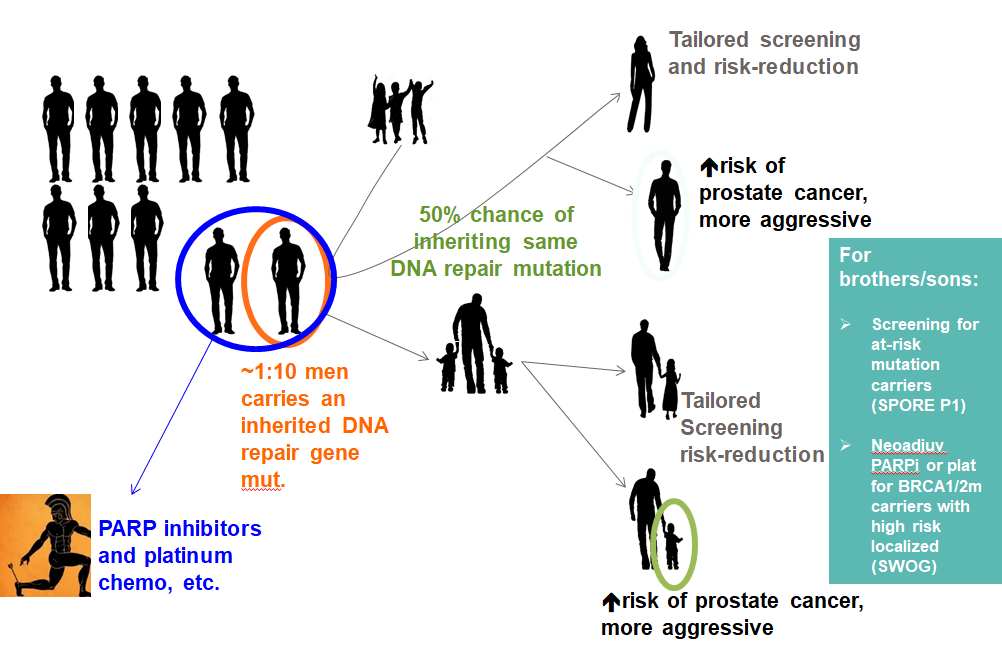 Tailored screening
and risk-reduction
🡹risk of
prostate cancer,
more aggressive
50% chance of
inheriting same
DNA repair mutation
For
brothers/sons:
➢ Screening for
at-risk
mutation
carriers
(SPORE P1)
➢ Neoadjuv
PARPi or plat
for BRCA1/2m
carriers with
high risk
localized
(SWOG)
~1:10 men
carries an
inherited DNA
repair gene
mut.
Tailored
Screening
risk-reduction
PARP inhibitors
and platinum
chemo, etc.
🡹risk of prostate cancer,
more aggressive